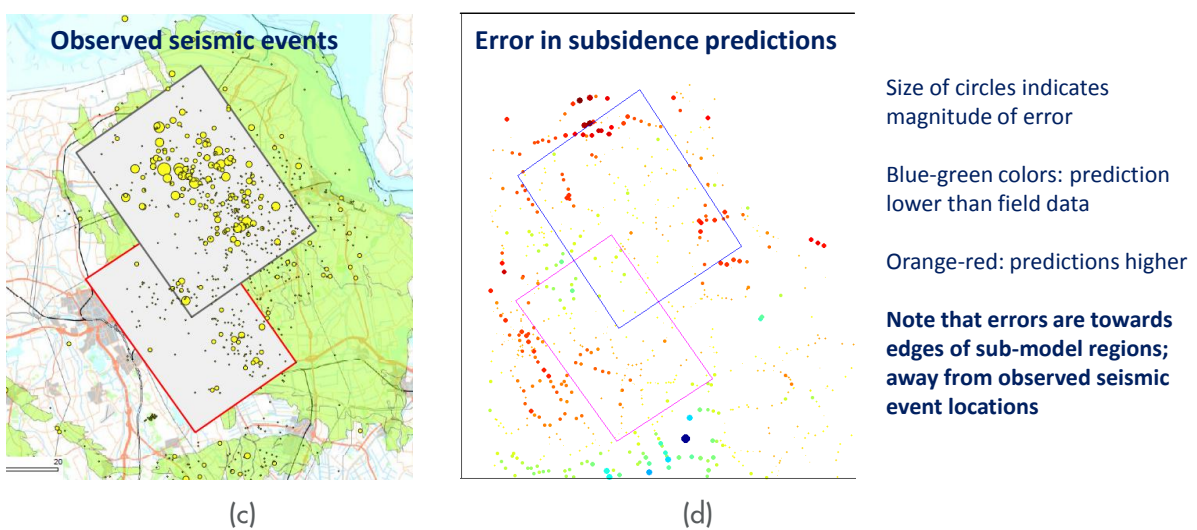 Observed seismic events
20
(c)
Error in subsidence predictions
(d)
Size of circles indicates
magnitude of error
Blue-green colors: prediction
lower than field data
Orange-red: predictions higher
Note that errors are towards
edges of sub-model regions;
away from observed seismic
event locations